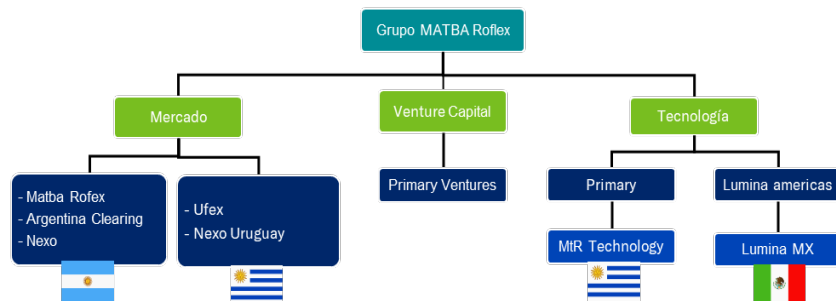 Grupo MATBA Roflex
Mercado
Venture Capital
Tecnología
- Matba Rofex
- Argentina Clearing
- Nexo
- Ufex
- Nexo Uruguay
Primary Ventures
Primary
Lumina americas
MtR Technology
Lumina MX